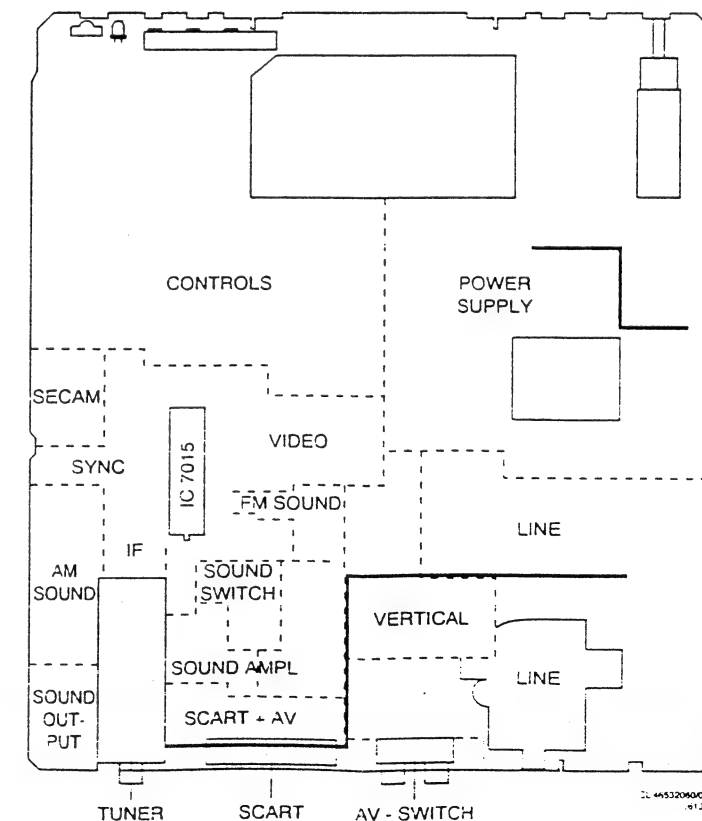 CONTROLS
POWER
SUPPLY
SECAM
VIDEO
SYNC
IC 7015
FM SOUND
LINE
IF
AM
SOUND
SOUND
SWITCH
VERTICAL
SOUND AMPL
LINE
SOUND
OUT-
PUT
SCART + AV
TUNER
SCART
AV - SWITCH